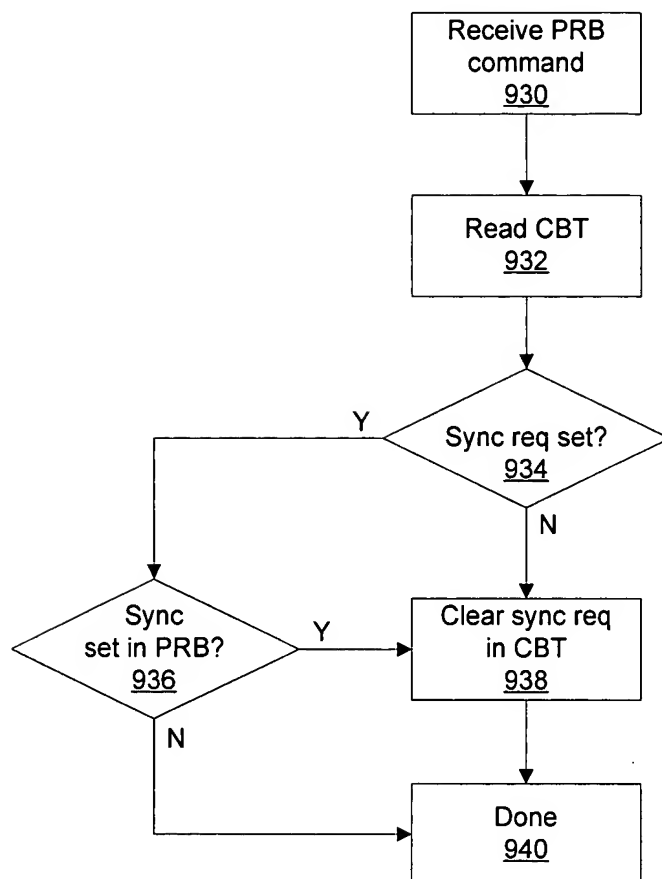 Receive PRB
command
930
Read CBT
932
Y
Sync req set?
934
N
Sync
set in PRB?
936
Y
Clear sync req
in CBT
938
N
Done
940